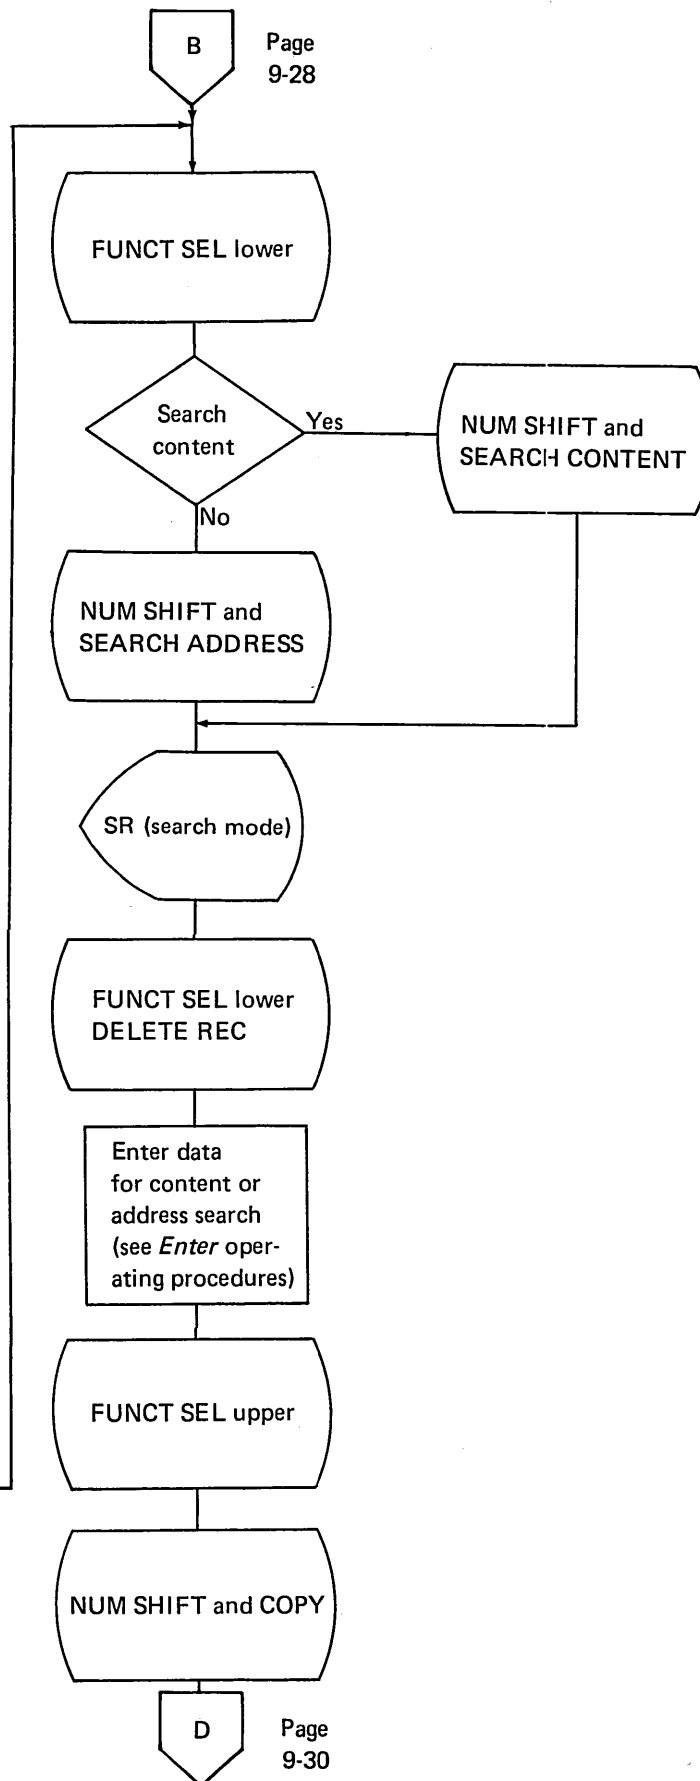 B
Page
9-28
FUNCT SEL lower
Search
content
Yes
NUM SHIFT and
SEARCH CONTENT
No
NUM SHIFT and
SEARCH ADDRESS
SR (search mode)
FUNCT SEL lower
DELETE REC
Enter data
for content or
address search
(see Enter oper-
ating procedures)
FUNCT SEL upper
NUM SHIFT and COPY
D
Page
9-30